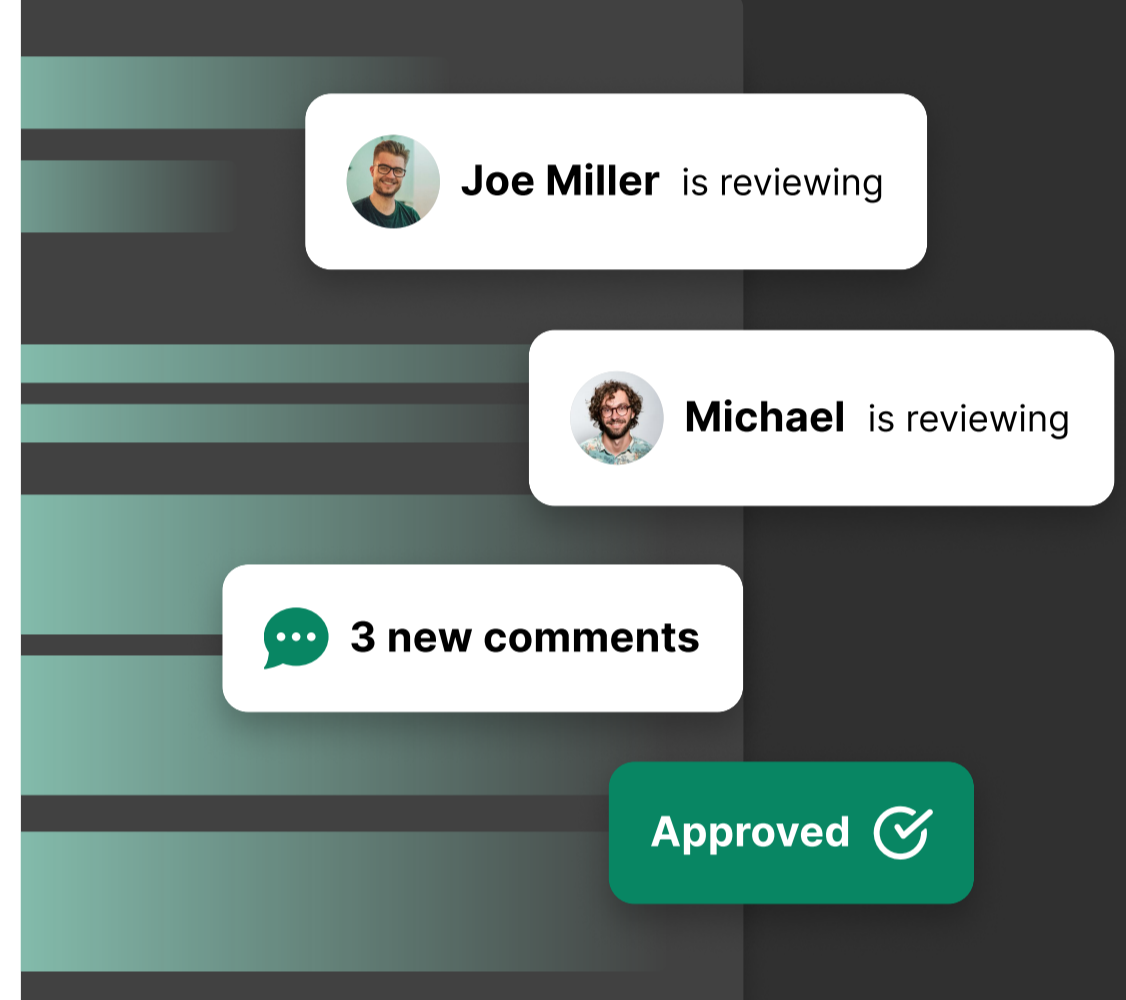 Joe Miller is reviewing
Michael is reviewing
3 new comments
Approved